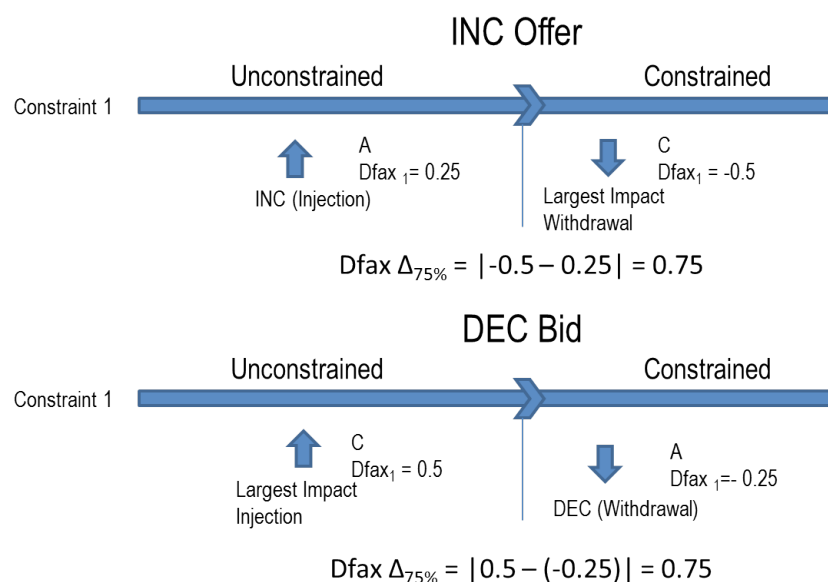 INC Offer
Unconstrained
Constrained
Constraint 1
A
Dfax 1= 0.25
INC (Injection)
C
Dfax1 = -0.5
Largest Impact
Withdrawal
Dfax Δ75% = |-0.5 – 0.25| = 0.75
DEC Bid
Unconstrained
Constrained
Constraint 1
C
Dfax1 = 0.5
Largest Impact
Injection
A
Dfax 1=- 0.25
DEC (Withdrawal)
Dfax Δ75% = |0.5 – (-0.25)| = 0.75